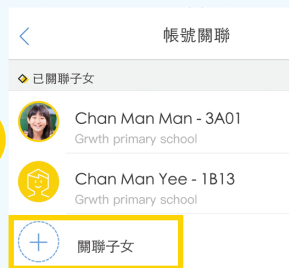 帳號關聯
已關聯子女
Chan Man Man - 3A01
Grwth primary school
Chan Man Yee - 1B13
Grwth primary school
關聯子女